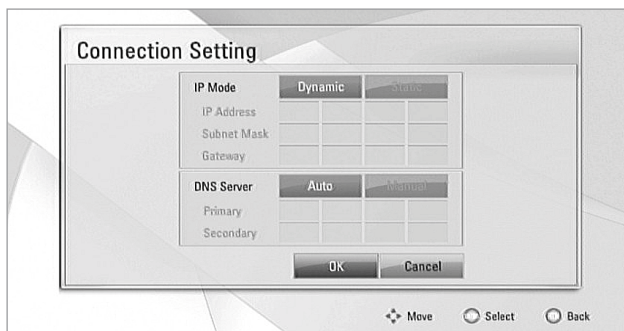 Connection Setting
IP Mode Dynamic Static
IP Address
Subnet Mask
Gateway
DNS Server Auto Manual
Primary
Secondary
OK Cancel
Move Select Back